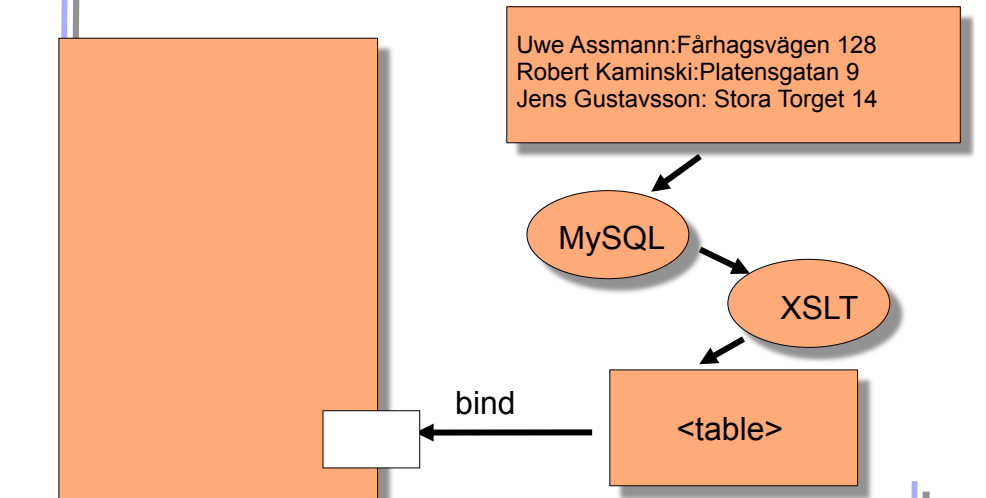 Uwe Assmann:Fårhagsvägen 128
Robert Kaminski:Platensgatan 9
Jens Gustavsson: Stora Torget 14
MySQL
XSLT
bind
<table>